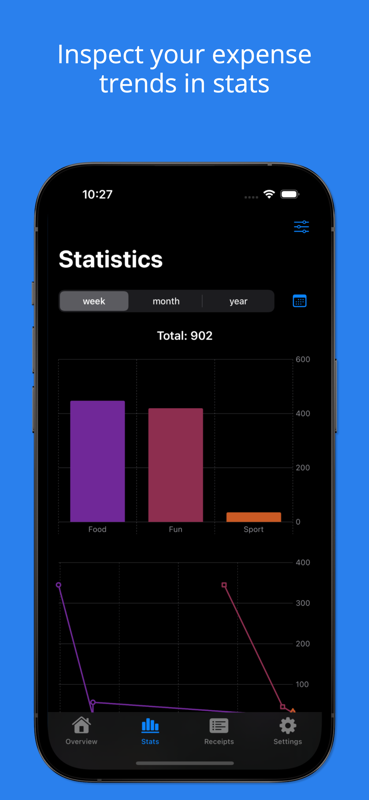 Inspect your expense
trends in stats
10:27
Statistics
week month year
Total: 902
600
400
200
0
Food Fun Sport
400
300
200
100
Overview Stats Receipts Settings